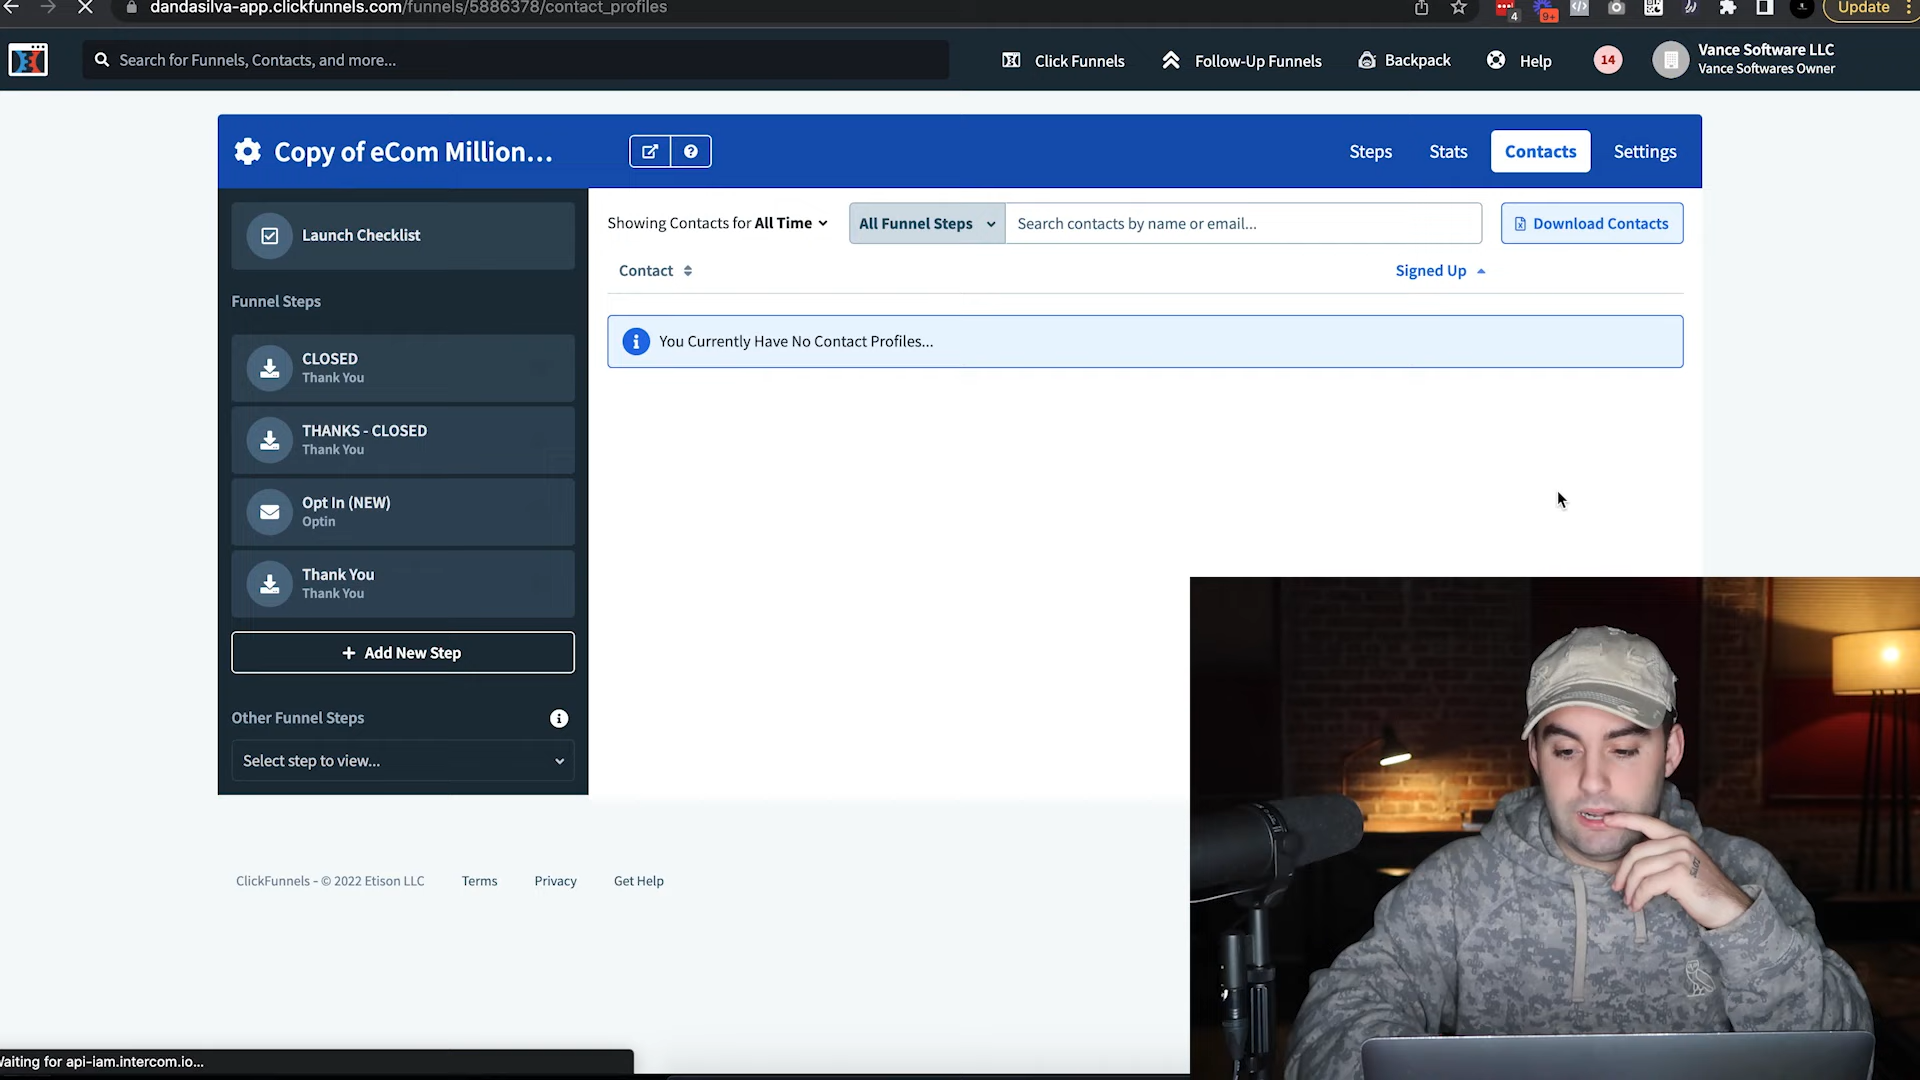 dandasilva-app.clickfunnels.com/funnels/5886378/contact_profiles
4
9+
Update
Search for Funnels, Contacts, and more...
Click Funnels
Follow-Up Funnels
Backpack
Help
14
Vance Software LLC
Vance Softwares Owner
Copy of eCom Million...
Steps
Stats
Contacts
Settings
Launch Checklist
Funnel Steps
CLOSED
Thank You
THANKS - CLOSED
Thank You
Opt In (NEW)
Optin
Thank You
Thank You
+ Add New Step
Other Funnel Steps
Select step to view...
Showing Contacts for All Time
All Funnel Steps
Search contacts by name or email...
Download Contacts
Contact
Signed Up
You Currently Have No Contact Profiles...
ClickFunnels - © 2022 Etison LLC
Terms
Privacy
Get Help
Waiting for api-iam.intercom.io...